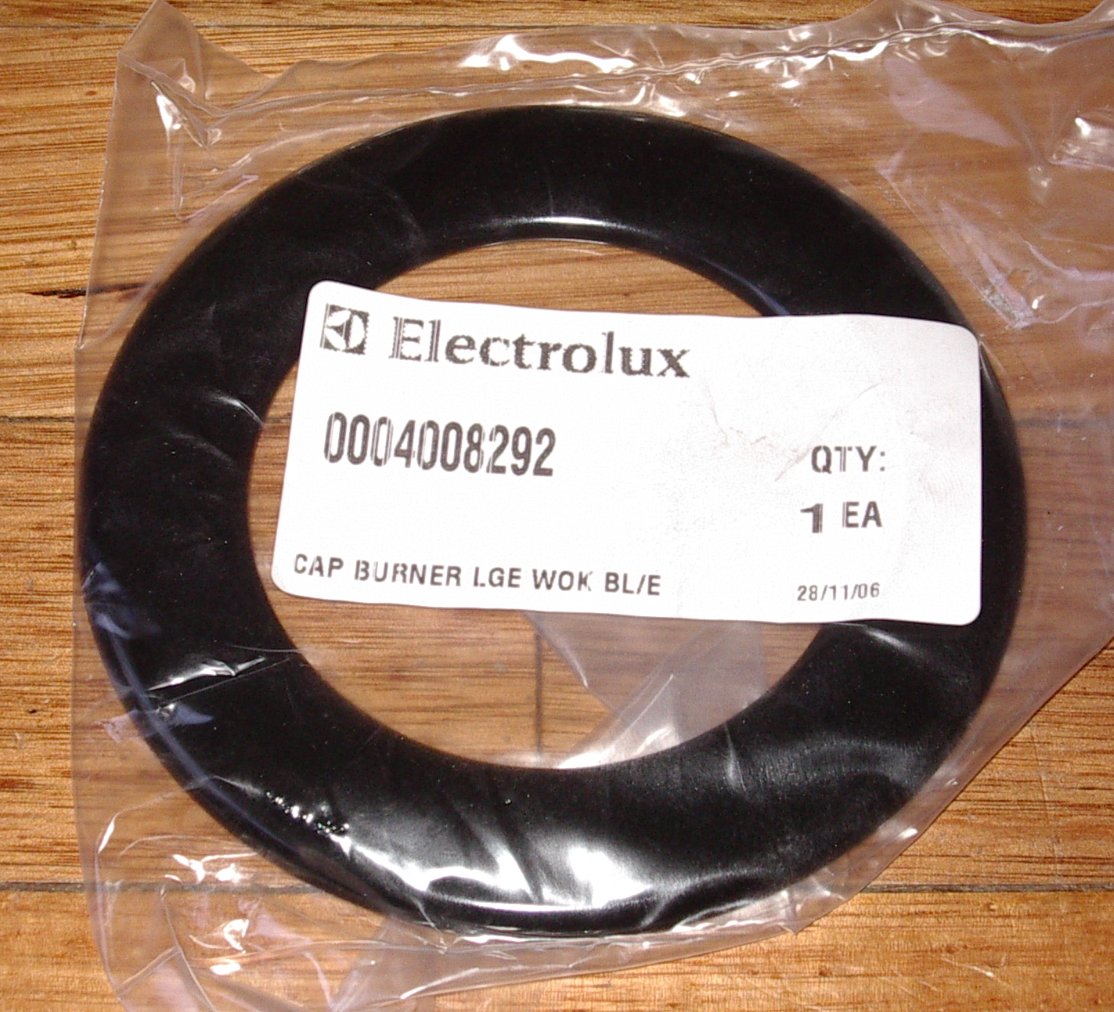 Electrolux
0004008292
QTY:
1 EA
CAP BURNER LGE WOK BL/E
28/11/06